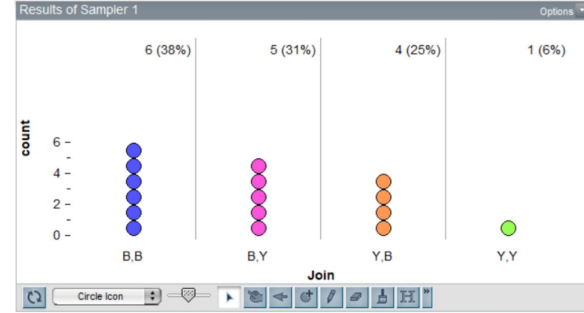 Results of Sampler 1
Options
6 (38%)
5 (31%)
4 (25%)
1 (6%)
count
6
4
2
0
B,B
B,Y
Y,B
Y,Y
Join
Circle Icon